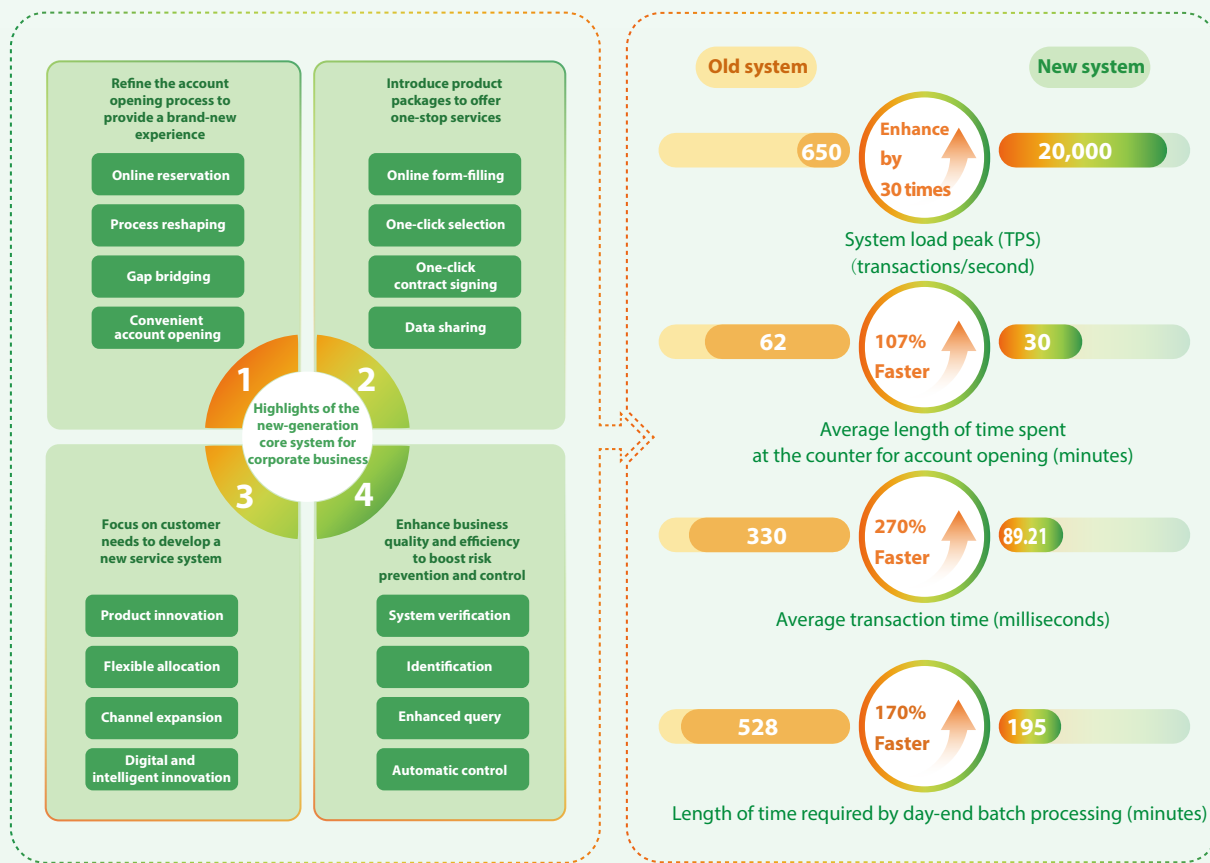 Refine the account
opening process to
provide a brand-new
experience
Online reservation
Process reshaping
Gap bridging
Convenient
account opening
Introduce product
packages to offer
one-stop services
Online form-filling
One-click selection
One-click
contract signing
Data sharing
1
2
3
4
Highlights of the
new-generation
core system for
corporate business
Focus on customer
needs to develop a
new service system
Product innovation
Flexible allocation
Channel expansion
Digital and
intelligent innovation
Enhance business
quality and efficiency
to boost risk
prevention and control
System verification
Identification
Enhanced query
Automatic control
Old system
New system
650
Enhance
by
30 times
20,000
System load peak (TPS)
(transactions/second)
62
107%
Faster
30
Average length of time spent
at the counter for account opening (minutes)
330
270%
Faster
89.21
Average transaction time (milliseconds)
528
170%
Faster
195
Length of time required by day-end batch processing (minutes)